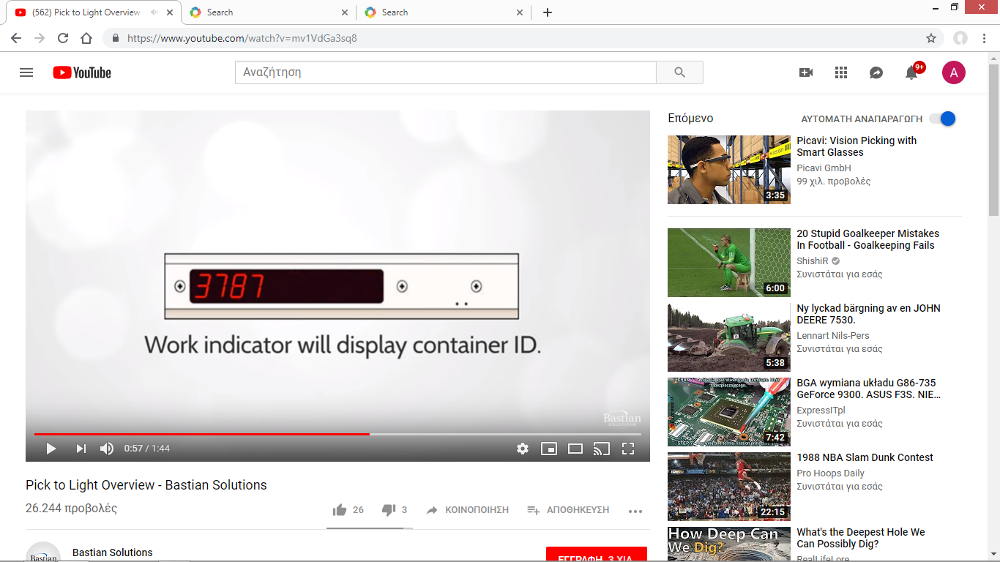 (562) Pick to Light Overview
Search
Search
https://www.youtube.com/watch?v=mv1VdGa3sq8
YouTube
Αναζήτηση
9+
A
3787
Work indicator will display container ID.
Bastian
SOLUTIONS
0:57 / 1:44
Pick to Light Overview - Bastian Solutions
26.244 προβολές
26
3
ΚΟΙΝΟΠΟΙΗΣΗ
ΑΠΟΘΗΚΕΥΣΗ
Bastian
Bastian Solutions
ΕΓΓΡΑΦΗ 3 ΧΙΛ.
Επόμενο
ΑΥΤΟΜΑΤΗ ΑΝΑΠΑΡΑΓΩΓΗ
3:35
Picavi: Vision Picking with
Smart Glasses
Picavi GmbH
99 χιλ. προβολές
6:00
20 Stupid Goalkeeper Mistakes
In Football - Goalkeeping Fails
ShishiR
Συνιστάται για εσάς
5:38
Ny lyckad bärgning av en JOHN
DEERE 7530.
Lennart Nils-Pers
Συνιστάται για εσάς
7:42
BGA wymiana układu G86-735
GeForce 9300. ASUS F3S. NIE...
ExpressITpl
Συνιστάται για εσάς
22:15
1988 NBA Slam Dunk Contest
Pro Hoops Daily
Συνιστάται για εσάς
How Deep Can
We Dig?
What's the Deepest Hole We
Can Possibly Dig?
RealLifeLore